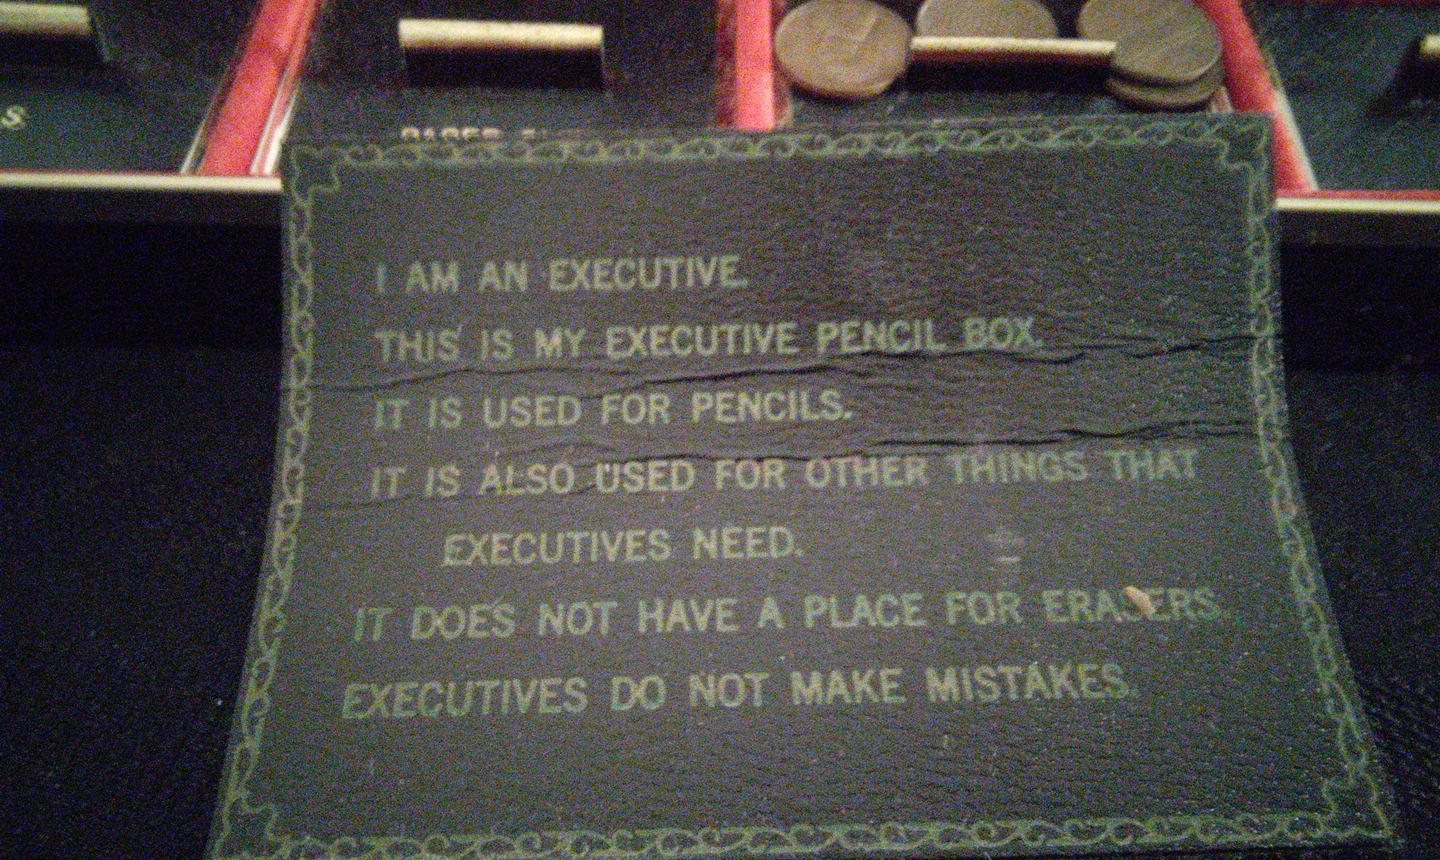 S.
I AM AN EXECUTIVE.
THIS IS MY EXECUTIVE PENCIL BOX.
IT IS USED FOR PENCILS.
IT IS ALSO USED FOR OTHER THINGS THAT
EXECUTIVES NEED.
IT DOES NOT HAVE A PLACE FOR ERASERS.
EXECUTIVES DO NOT MAKE MISTAKES.